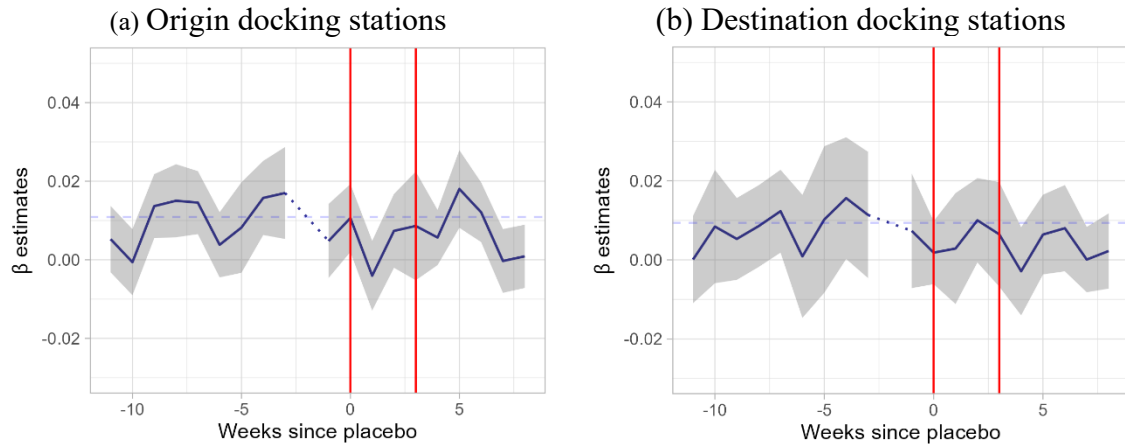 (a) Origin docking stations
(b) Destination docking stations
β estimates
0.04
0.02
0.00
-0.02
-10
-5
0
5
Weeks since placebo
β estimates
0.04
0.02
0.00
-0.02
-10
-5
0
5
Weeks since placebo